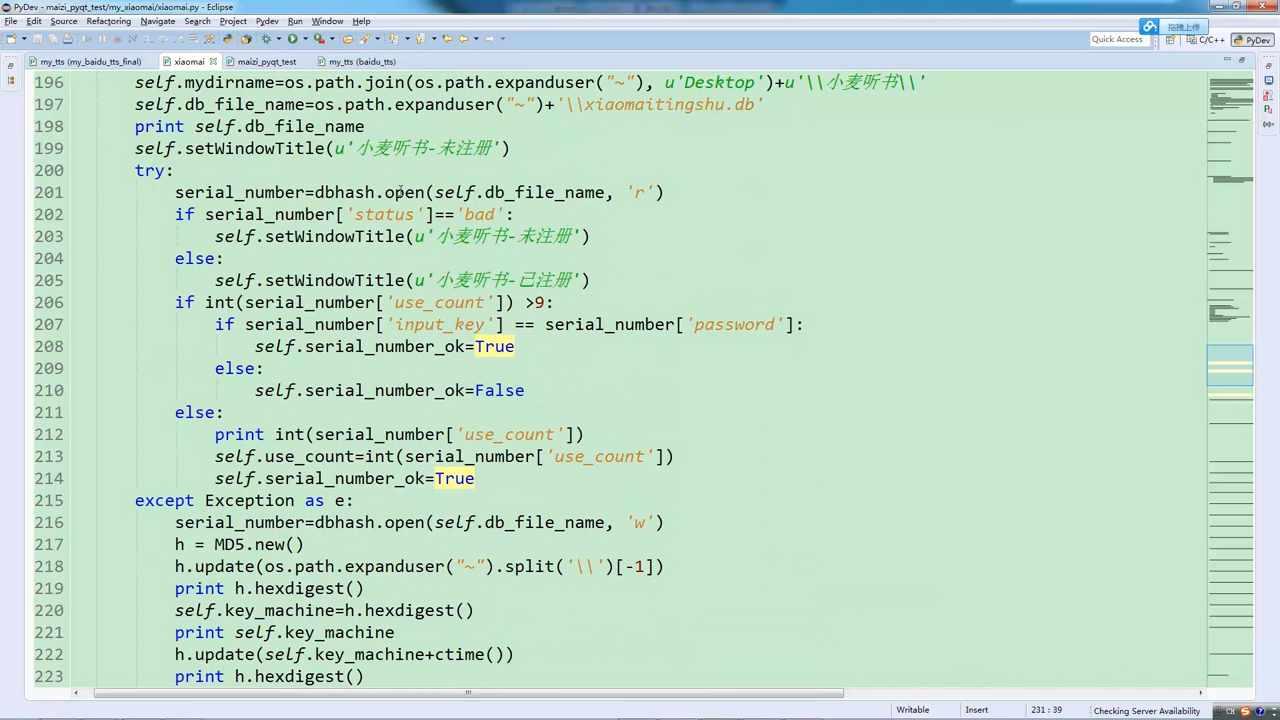 PyDev - maizi_pyqt_test/my_xiaomai/xiaomai.py - Eclipse
File Edit Source Refactoring Navigate Search Project Pydev Run Window Help
拖拽上传
Quick Access C/C++ PyDev
my_tts (my_baidu_tts_final) xiaomai maizi_pyqt_test my_tts (baidu_tts)
196 self.mydirname=os.path.join(os.path.expanduser("~"), u'Desktop')+u'\\小麦听书\\'
197 self.db_file_name=os.path.expanduser("~")+'\\xiaomaitingshu.db'
198 print self.db_file_name
199 self.setWindowTitle(u'小麦听书-未注册')
200 try:
201 serial_number=dbhash.open(self.db_file_name, 'r')
202 if serial_number['status']=='bad':
203 self.setWindowTitle(u'小麦听书-未注册')
204 else:
205 self.setWindowTitle(u'小麦听书-已注册')
206 if int(serial_number['use_count']) >9:
207 if serial_number['input_key'] == serial_number['password']:
208 self.serial_number_ok=True
209 else:
210 self.serial_number_ok=False
211 else:
212 print int(serial_number['use_count'])
213 self.use_count=int(serial_number['use_count'])
214 self.serial_number_ok=True
215 except Exception as e:
216 serial_number=dbhash.open(self.db_file_name, 'w')
217 h = MD5.new()
218 h.update(os.path.expanduser("~").split('\\')[-1])
219 print h.hexdigest()
220 self.key_machine=h.hexdigest()
221 print self.key_machine
222 h.update(self.key_machine+ctime())
223 print h.hexdigest()
Writable Insert 231 : 39 Checking Server Availability